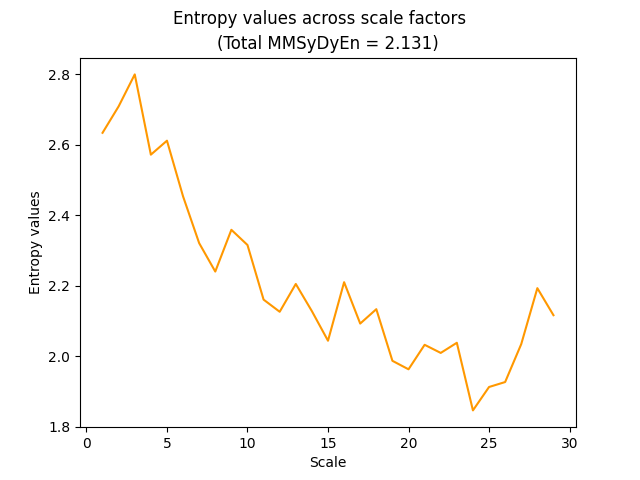 Entropy values across scale factors
(Total MMSyDyEn = 2.131)
2.8
2.6
2.4
2.2
2.0
1.8
Entropy values
0 5 10 15 20 25 30
Scale